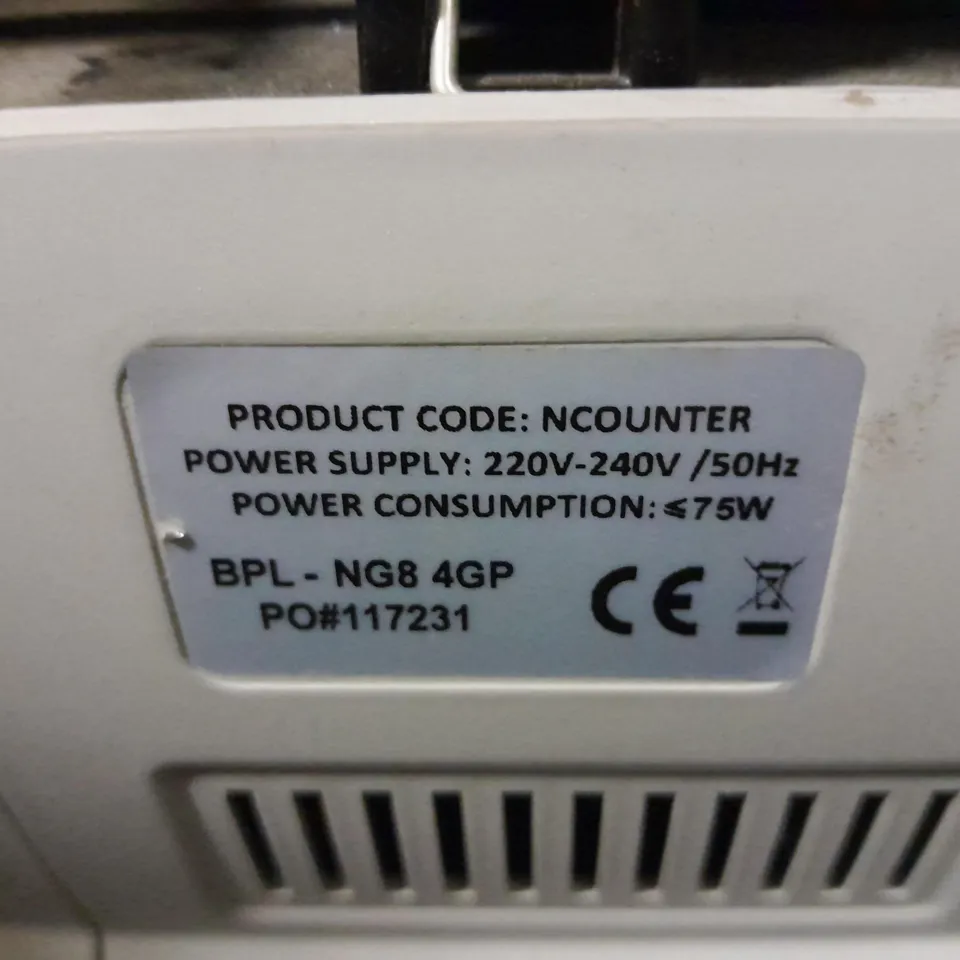 PRODUCT CODE: NCOUNTER
POWER SUPPLY: 220V-240V /50Hz
POWER CONSUMPTION:≤75W
BPL - NG8 4GP
PO#117231
CE